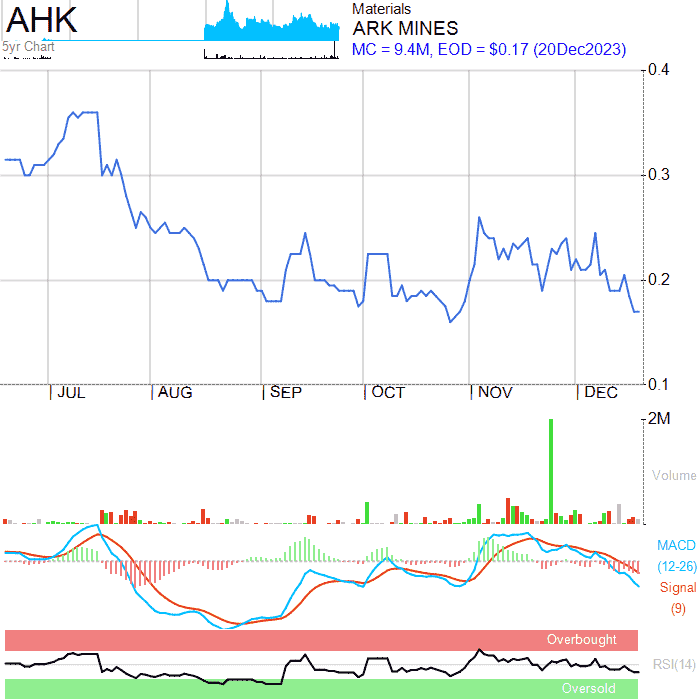 AHK
5yr Chart
Materials
ARK MINES
MC = 9.4M, EOD = $0.17 (20Dec2023)
0.4
0.3
0.2
0.1
JUL AUG SEP OCT NOV DEC
2M
Volume
MACD
(12-26)
Signal
(9)
Overbought
RSI(14)
Oversold